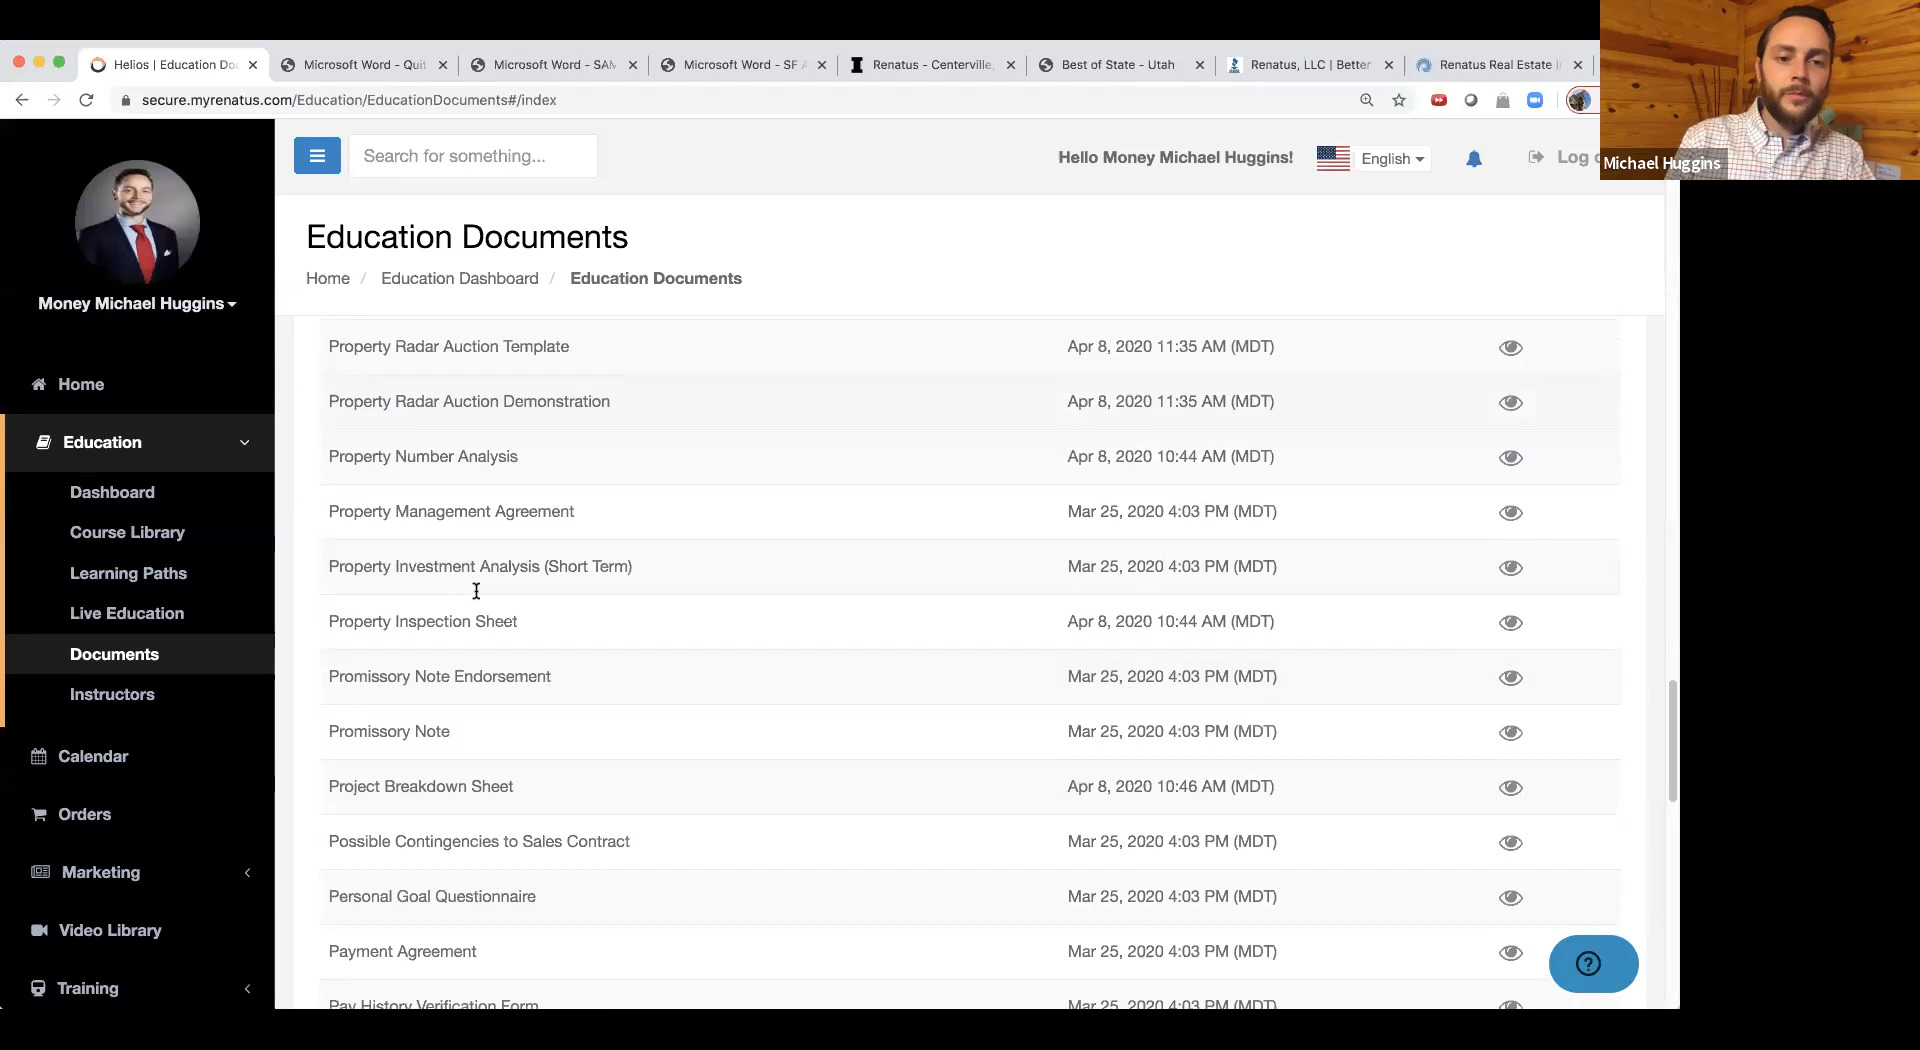 Helios | Education Do
Microsoft Word - Quit
Microsoft Word - SAM
Microsoft Word - SF
Renatus - Centerville,
Best of State - Utah
Renatus, LLC | Better
Renatus Real Estate
secure.myrenatus.com/Education/EducationDocuments#/index
Michael Huggins
Search for something...
Hello Money Michael Huggins!
English
Log
Money Michael Huggins
Home
Education
Dashboard
Course Library
Learning Paths
Live Education
Documents
Instructors
Calendar
Orders
Marketing
Video Library
Training
Education Documents
Home / Education Dashboard / Education Documents
Property Radar Auction Template Apr 8, 2020 11:35 AM (MDT)
Property Radar Auction Demonstration Apr 8, 2020 11:35 AM (MDT)
Property Number Analysis Apr 8, 2020 10:44 AM (MDT)
Property Management Agreement Mar 25, 2020 4:03 PM (MDT)
Property Investment Analysis (Short Term) Mar 25, 2020 4:03 PM (MDT)
Property Inspection Sheet Apr 8, 2020 10:44 AM (MDT)
Promissory Note Endorsement Mar 25, 2020 4:03 PM (MDT)
Promissory Note Mar 25, 2020 4:03 PM (MDT)
Project Breakdown Sheet Apr 8, 2020 10:46 AM (MDT)
Possible Contingencies to Sales Contract Mar 25, 2020 4:03 PM (MDT)
Personal Goal Questionnaire Mar 25, 2020 4:03 PM (MDT)
Payment Agreement Mar 25, 2020 4:03 PM (MDT)
Pay History Verification Form Mar 25, 2020 4:03 PM (MDT)